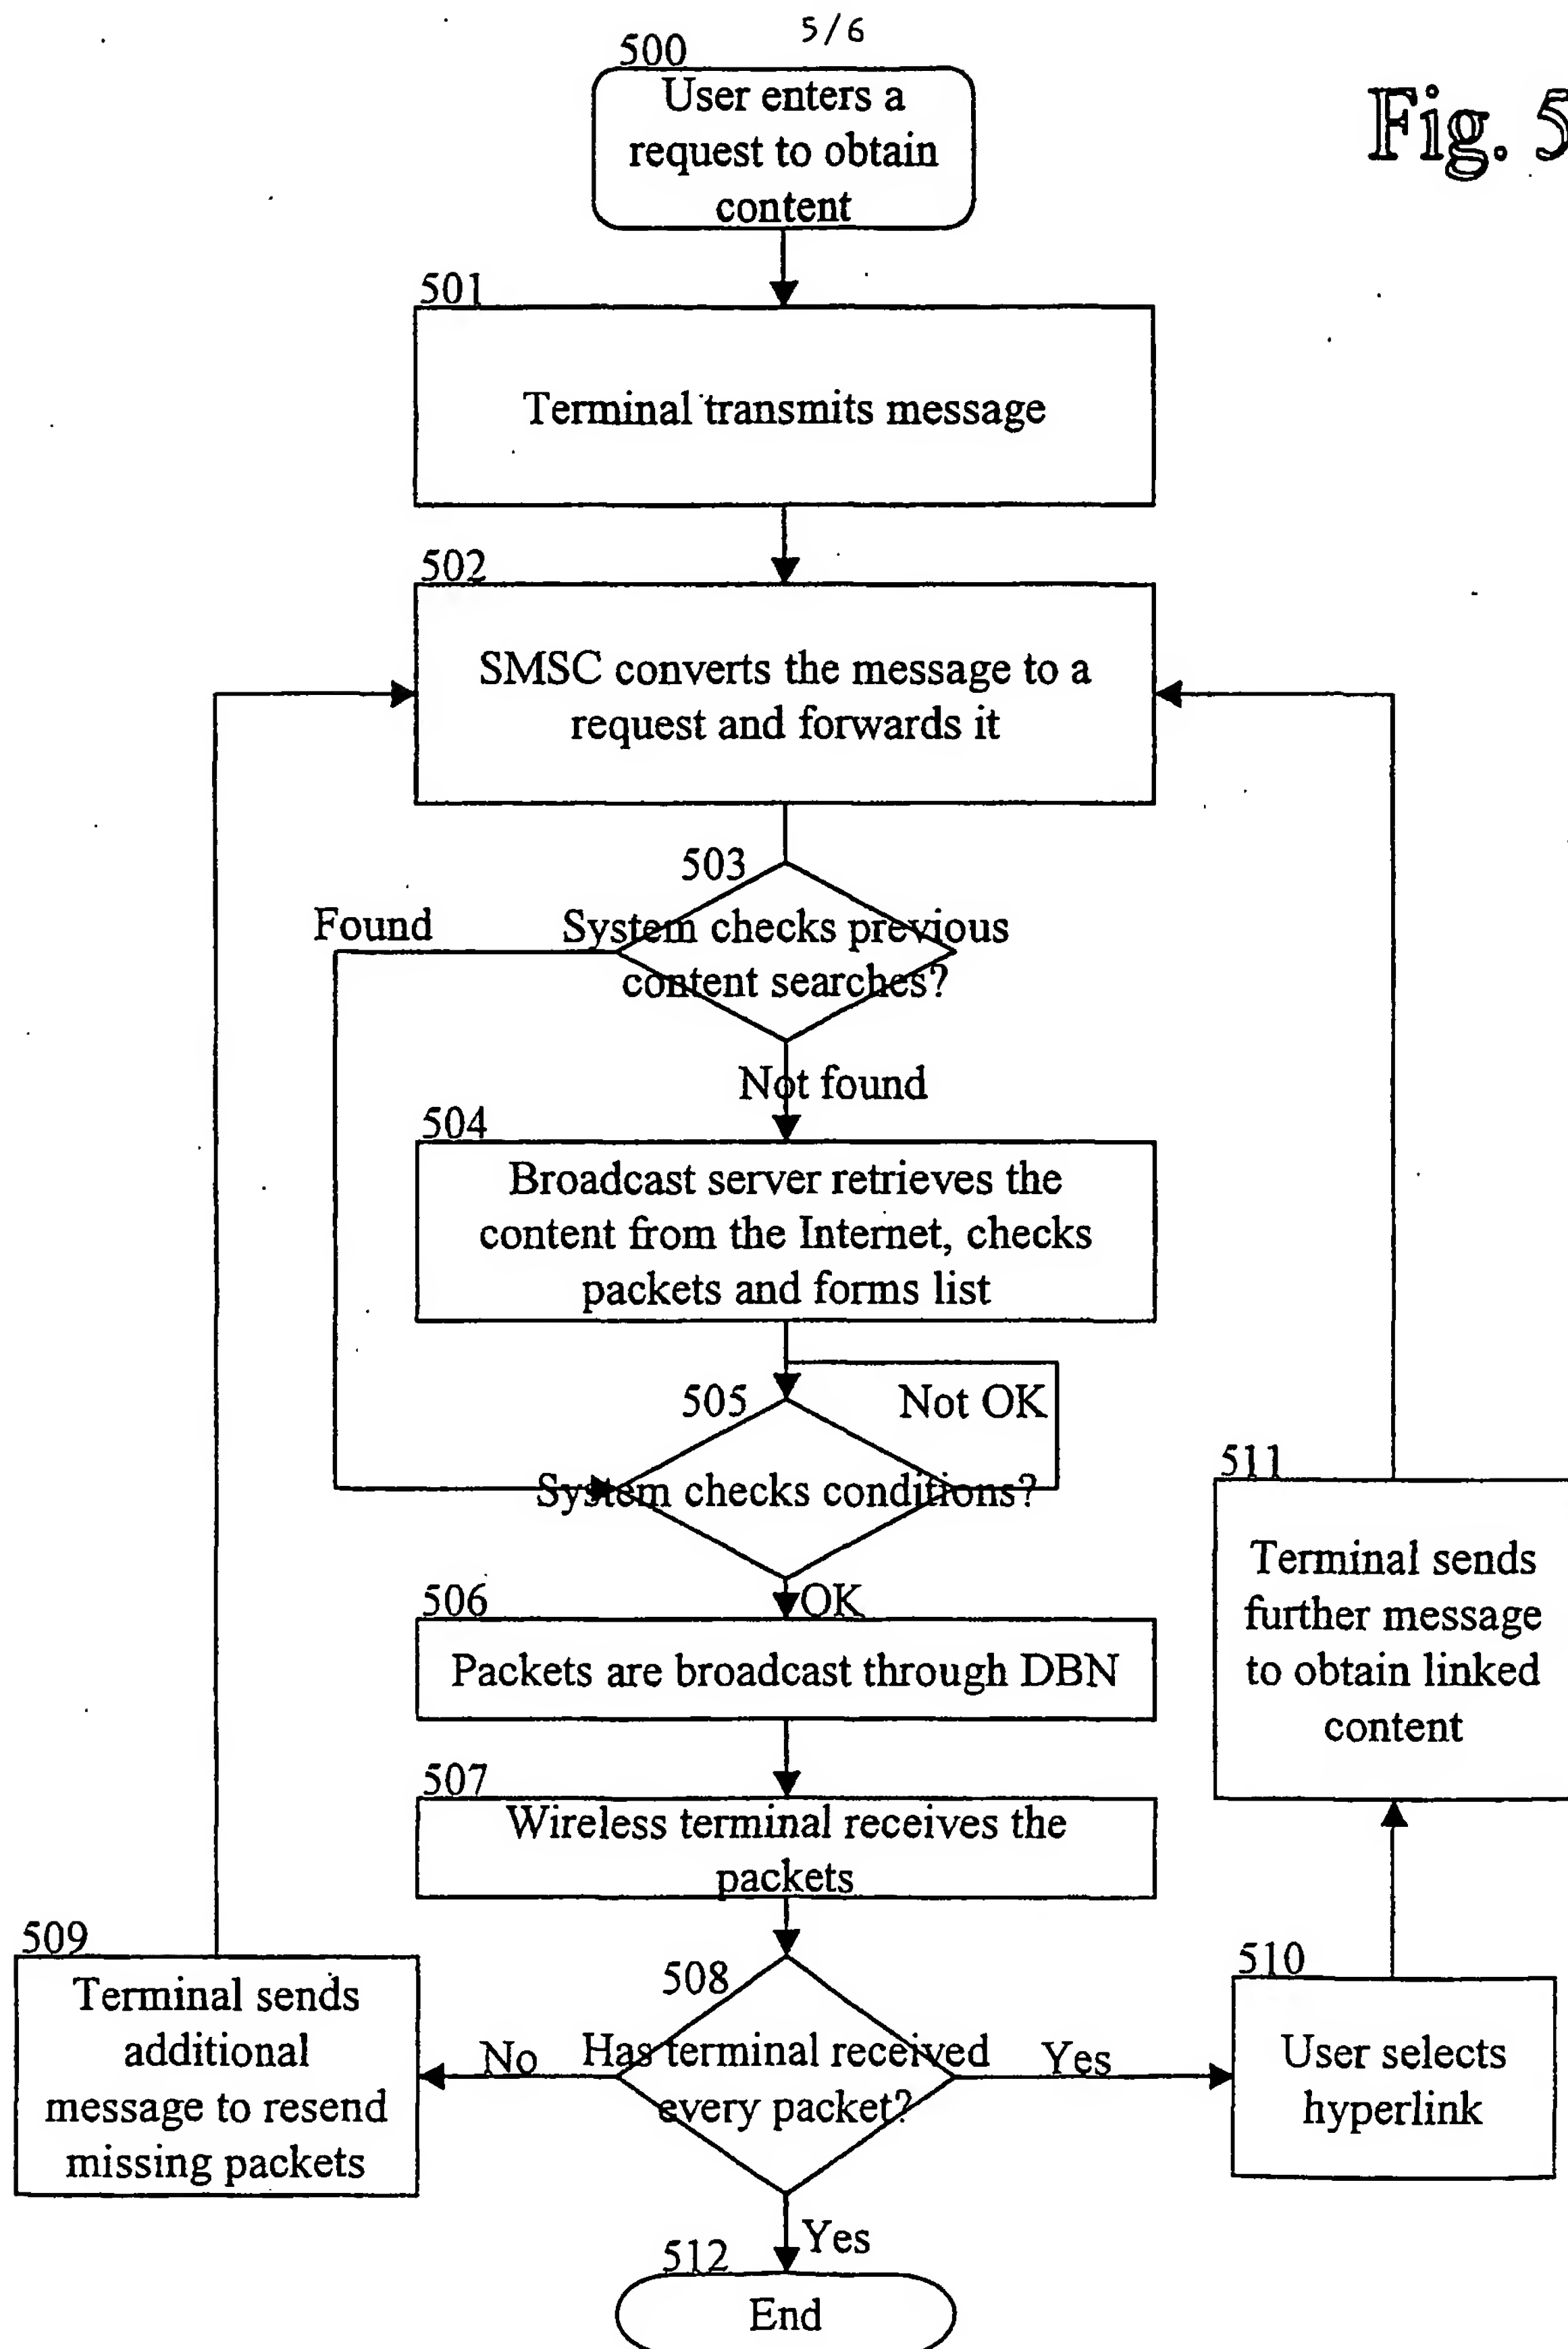 5/6
Fig. 5
500
User enters a
request to obtain
content
501
Terminal transmits message
502
SMSC converts the message to a
request and forwards it
503
Found
System checks previous
content searches?
Not found
504
Broadcast server retrieves the
content from the Internet, checks
packets and forms list
505
Not OK
System checks conditions?
OK
506
Packets are broadcast through DBN
507
Wireless terminal receives the
packets
508
Has terminal received
every packet?
No
Yes
509
Terminal sends
additional
message to resend
missing packets
510
User selects
hyperlink
511
Terminal sends
further message
to obtain linked
content
Yes
512
End